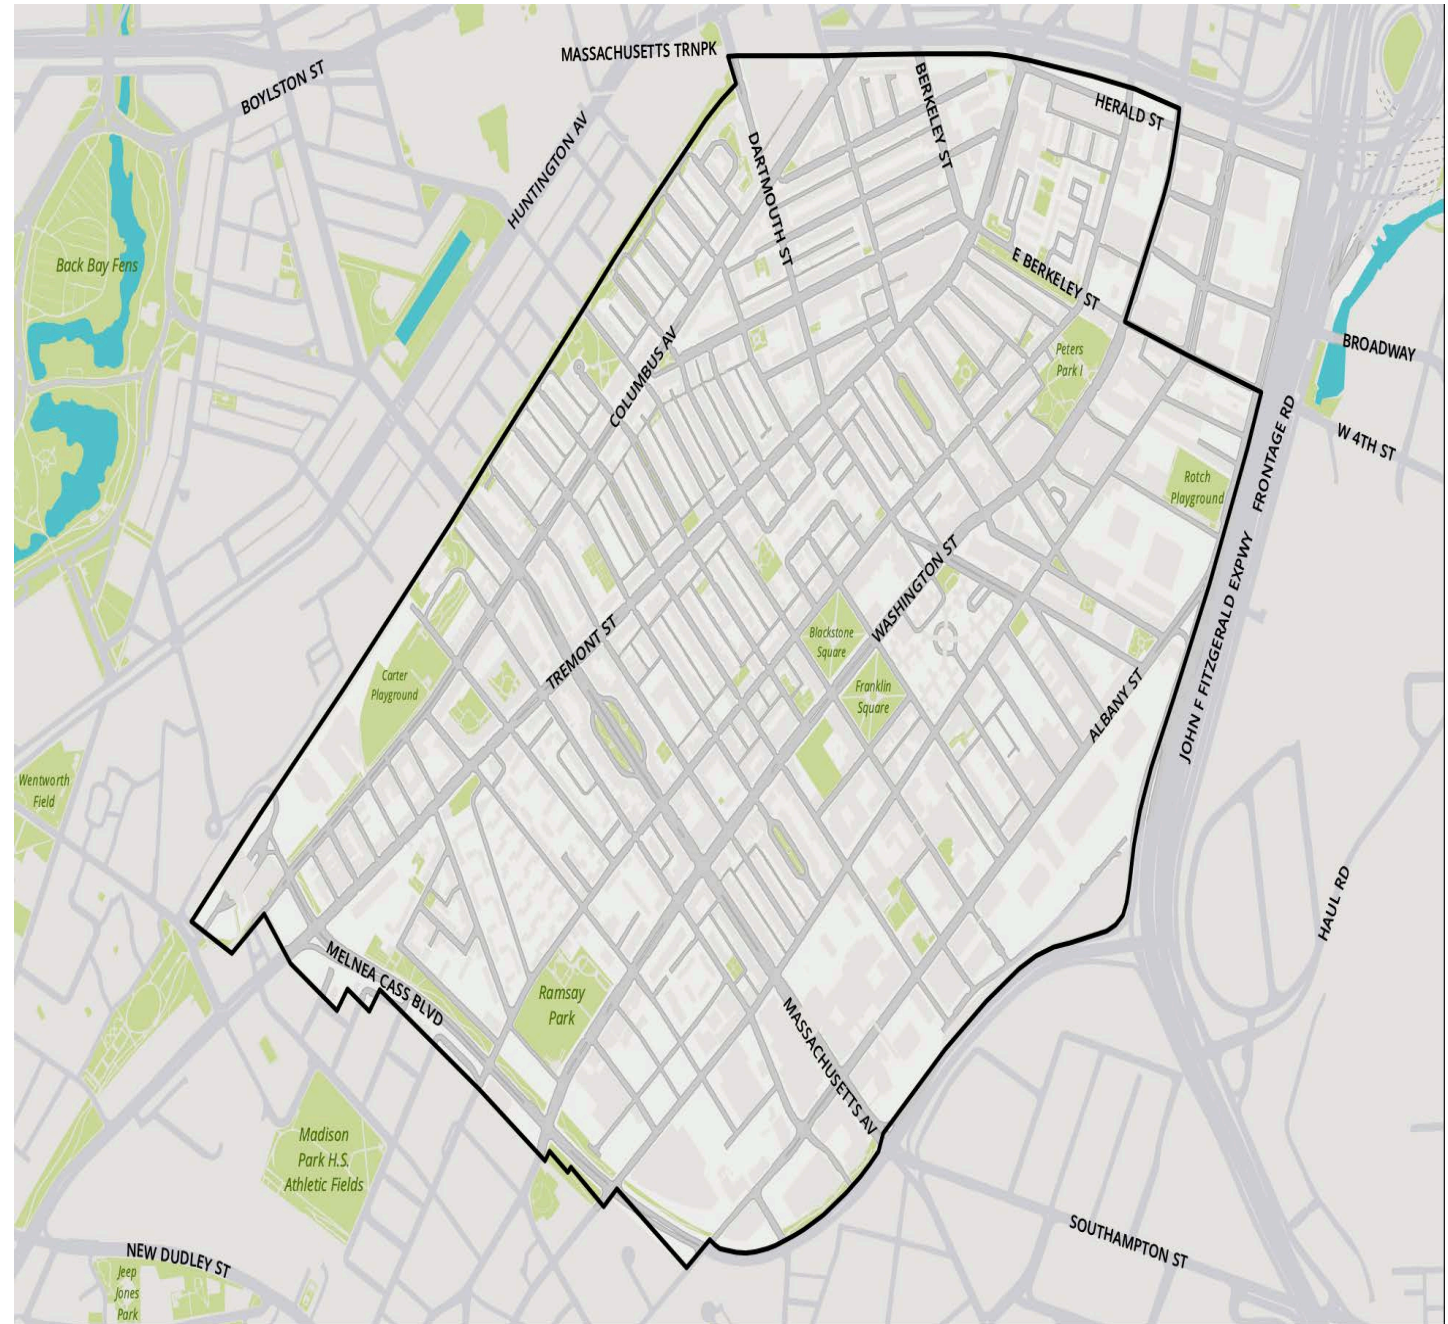 MASSACHUSETTS TRNPK
BOYLSTON ST
BERKELEY ST
HERALD ST
HUNTINGTON AV
DARTMOUTH ST
Back Bay Fens
E BERKELEY ST
BROADWAY
Peters
Park I
COLUMBUS AV
FRONTAGE RD
W 4TH ST
Rotch
Playground
WASHINGTON ST
JOHN F FITZGERALD EXPWY
Blackstone
Square
TREMONT ST
Carter
Playground
Franklin
Square
ALBANY ST
Wentworth
Field
HAUL RD
MELNEA CASS BLVD
Ramsay
Park
MASSACHUSETTS AV
Madison
Park H.S.
Athletic Fields
SOUTHAMPTON ST
NEW DUDLEY ST
Jeep
Jones
Park